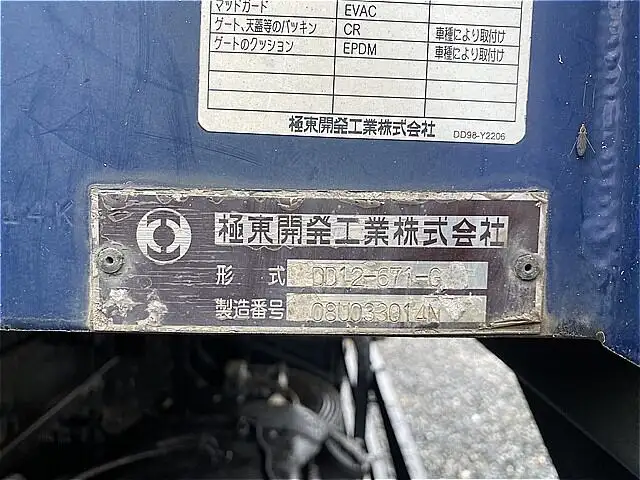 マッドガード EVAC
ゲート、天蓋等のパッキン CR 車種により取付け
ゲートのクッション EPDM 車種により取付け
極東開発工業株式会社 DD98-Y2206
極東開発工業株式会社
形式 DD12-671-G
製造番号 08U033014N